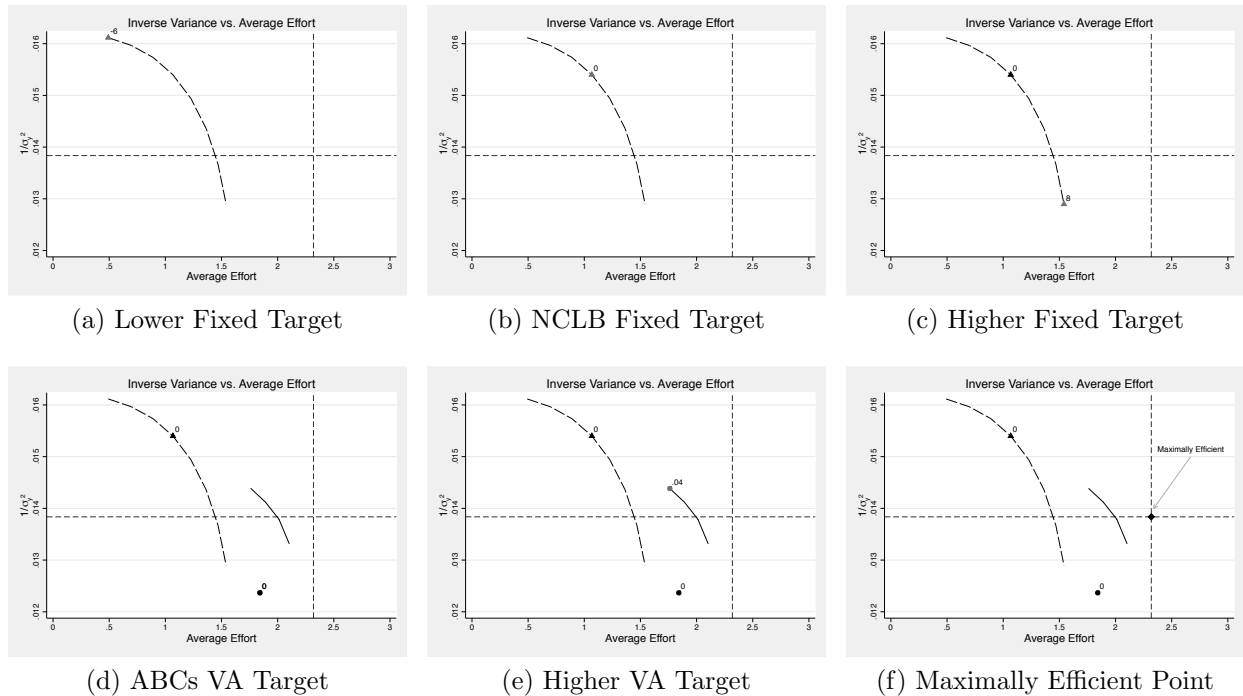 Inverse Variance vs. Average Effort
-6
.016
.015
.014
.013
.012
1/σy²
0 .5 1 1.5 2 2.5 3
Average Effort
(a) Lower Fixed Target
Inverse Variance vs. Average Effort
0
.016
.015
.014
.013
.012
1/σy²
0 .5 1 1.5 2 2.5 3
Average Effort
(b) NCLB Fixed Target
Inverse Variance vs. Average Effort
0
8
.016
.015
.014
.013
.012
1/σy²
0 .5 1 1.5 2 2.5 3
Average Effort
(c) Higher Fixed Target
Inverse Variance vs. Average Effort
0
0
.016
.015
.014
.013
.012
1/σy²
0 .5 1 1.5 2 2.5 3
Average Effort
(d) ABCs VA Target
Inverse Variance vs. Average Effort
0
.04
0
.016
.015
.014
.013
.012
1/σy²
0 .5 1 1.5 2 2.5 3
Average Effort
(e) Higher VA Target
Inverse Variance vs. Average Effort
0
Maximally Efficient
0
.016
.015
.014
.013
.012
1/σy²
0 .5 1 1.5 2 2.5 3
Average Effort
(f) Maximally Efficient Point